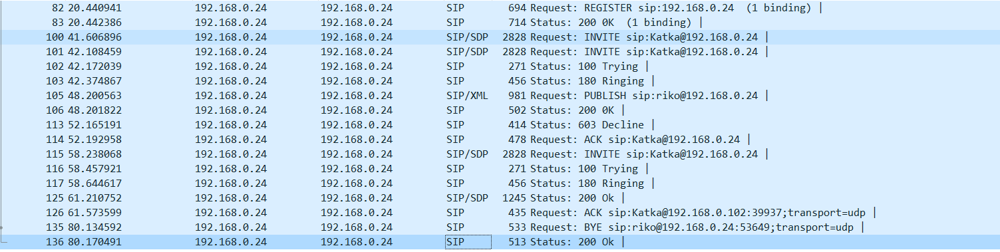 82 20.440941 192.168.0.24 192.168.0.24 SIP 694 Request: REGISTER sip:192.168.0.24 (1 binding) |
83 20.442386 192.168.0.24 192.168.0.24 SIP 714 Status: 200 OK (1 binding) |
100 41.606896 192.168.0.24 192.168.0.24 SIP/SDP 2828 Request: INVITE sip:Katka@192.168.0.24 |
101 42.108459 192.168.0.24 192.168.0.24 SIP/SDP 2828 Request: INVITE sip:Katka@192.168.0.24 |
102 42.172039 192.168.0.24 192.168.0.24 SIP 271 Status: 100 Trying |
103 42.374867 192.168.0.24 192.168.0.24 SIP 456 Status: 180 Ringing |
105 48.200563 192.168.0.24 192.168.0.24 SIP/XML 981 Request: PUBLISH sip:riko@192.168.0.24 |
106 48.201822 192.168.0.24 192.168.0.24 SIP 502 Status: 200 OK |
113 52.165191 192.168.0.24 192.168.0.24 SIP 414 Status: 603 Decline |
114 52.192958 192.168.0.24 192.168.0.24 SIP 478 Request: ACK sip:Katka@192.168.0.24 |
115 58.238068 192.168.0.24 192.168.0.24 SIP/SDP 2828 Request: INVITE sip:Katka@192.168.0.24 |
116 58.457921 192.168.0.24 192.168.0.24 SIP 271 Status: 100 Trying |
117 58.644617 192.168.0.24 192.168.0.24 SIP 456 Status: 180 Ringing |
125 61.210752 192.168.0.24 192.168.0.24 SIP/SDP 1245 Status: 200 Ok |
126 61.573599 192.168.0.24 192.168.0.24 SIP 435 Request: ACK sip:Katka@192.168.0.102:39937;transport=udp |
135 80.134592 192.168.0.24 192.168.0.24 SIP 533 Request: BYE sip:riko@192.168.0.24:53649;transport=udp |
136 80.170491 192.168.0.24 192.168.0.24 SIP 513 Status: 200 Ok |